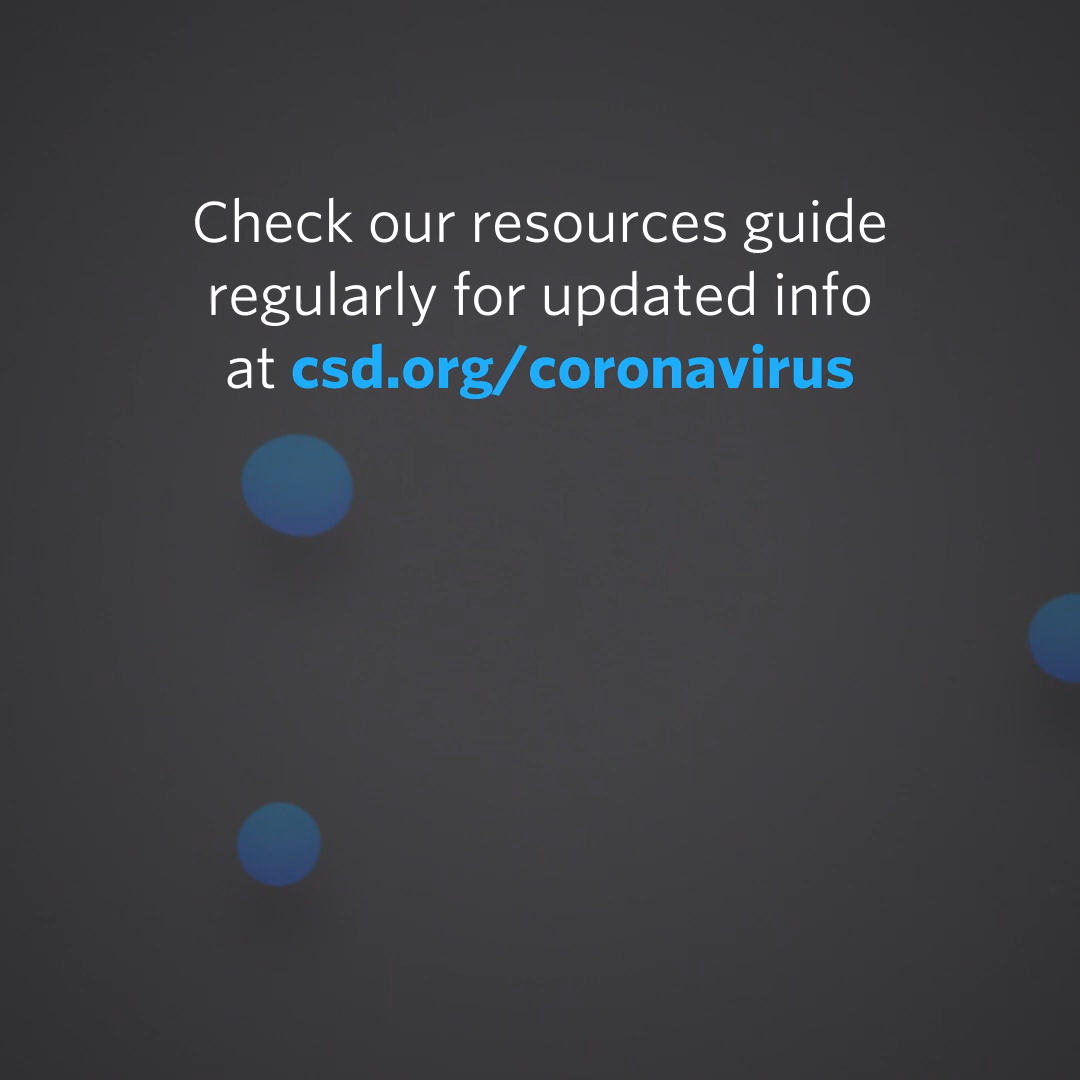 Check our resources guide
regularly for updated info
at csd.org/coronavirus